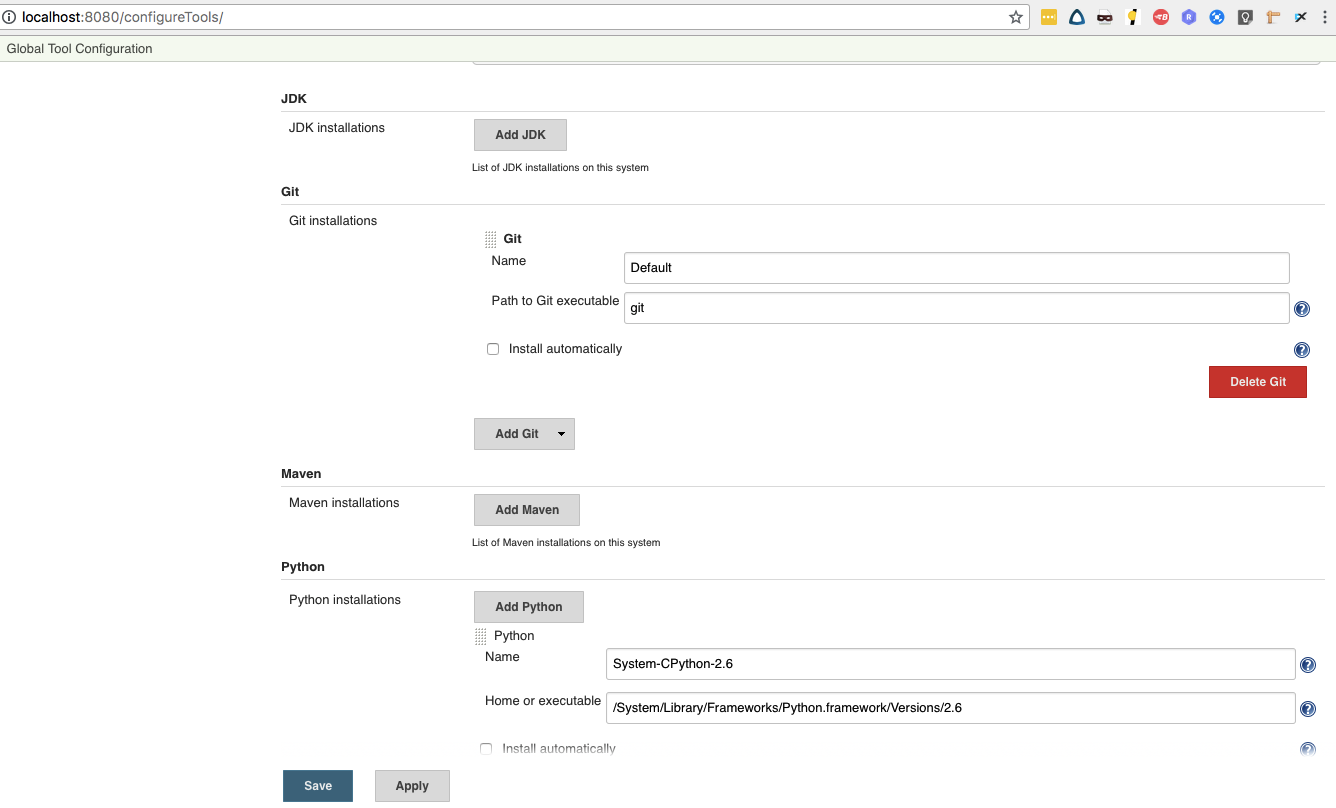 localhost:8080/configureTools/
Global Tool Configuration
JDK
JDK installations
Add JDK
List of JDK installations on this system
Git
Git installations
Git
Name
Default
Path to Git executable
git
Install automatically
Delete Git
Add Git
Maven
Maven installations
Add Maven
List of Maven installations on this system
Python
Python installations
Add Python
Python
Name
System-CPython-2.6
Home or executable
/System/Library/Frameworks/Python.framework/Versions/2.6
Install automatically
Save
Apply